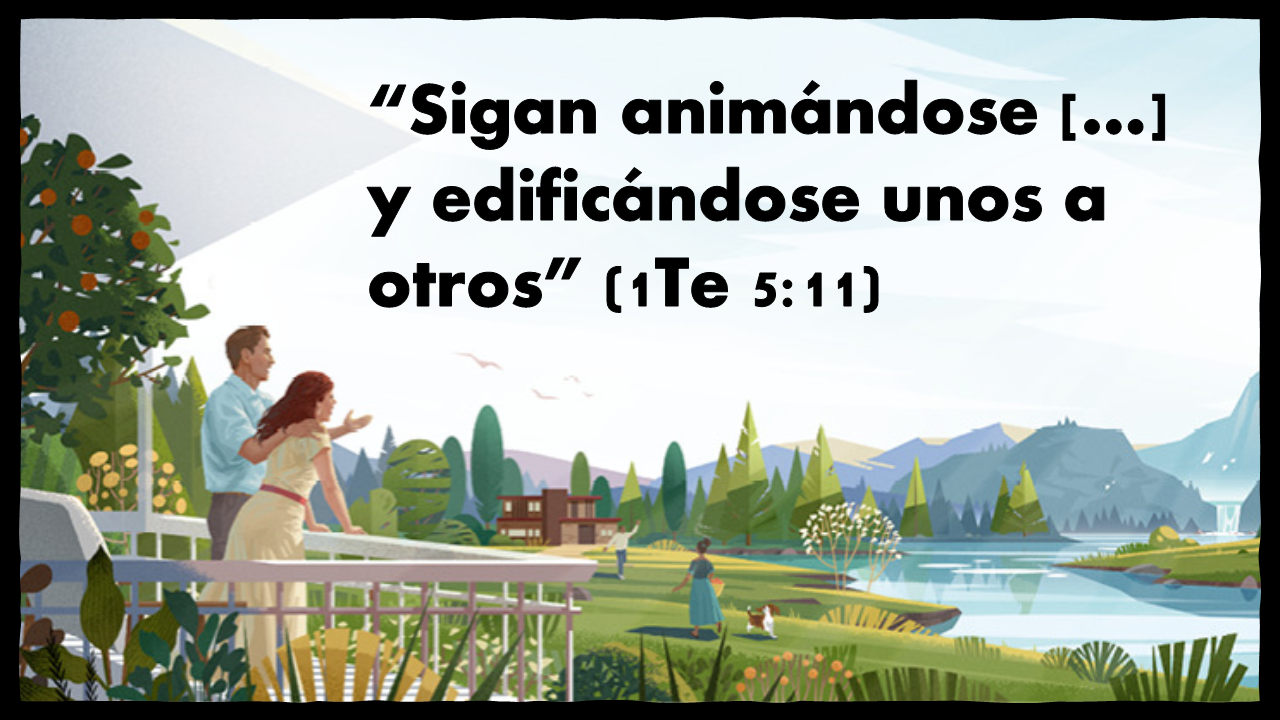 “Sigan animándose [...]
y edificándose unos a
otros” (1Te 5:11)